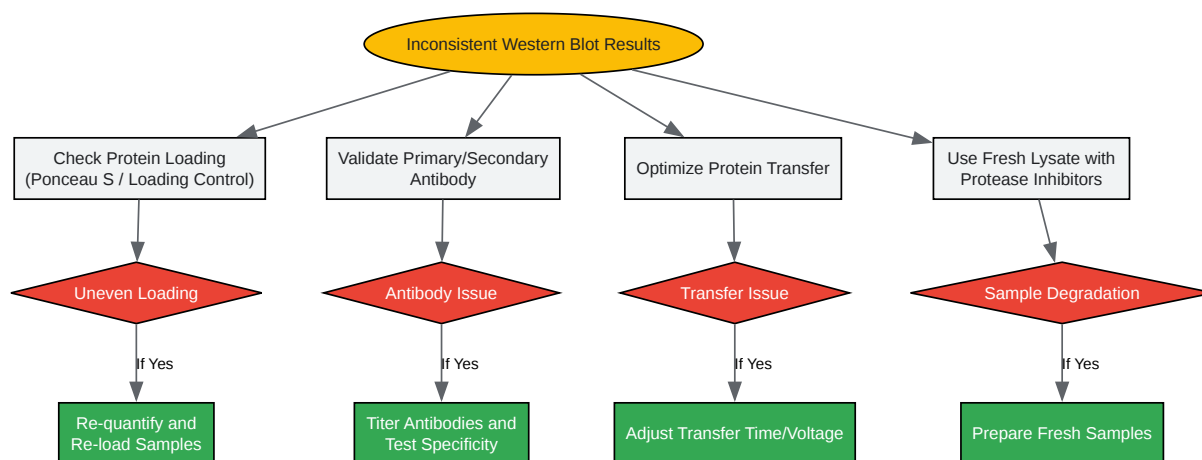 Inconsistent Western Blot Results
Check Protein Loading
(Ponceau S / Loading Control)
Validate Primary/Secondary
Antibody
Optimize Protein Transfer
Use Fresh Lysate with
Protease Inhibitors
Uneven Loading
Antibody Issue
Transfer Issue
Sample Degradation
If Yes
If Yes
If Yes
If Yes
Re-quantify and
Re-load Samples
Titer Antibodies and
Test Specificity
Adjust Transfer Time/Voltage
Prepare Fresh Samples